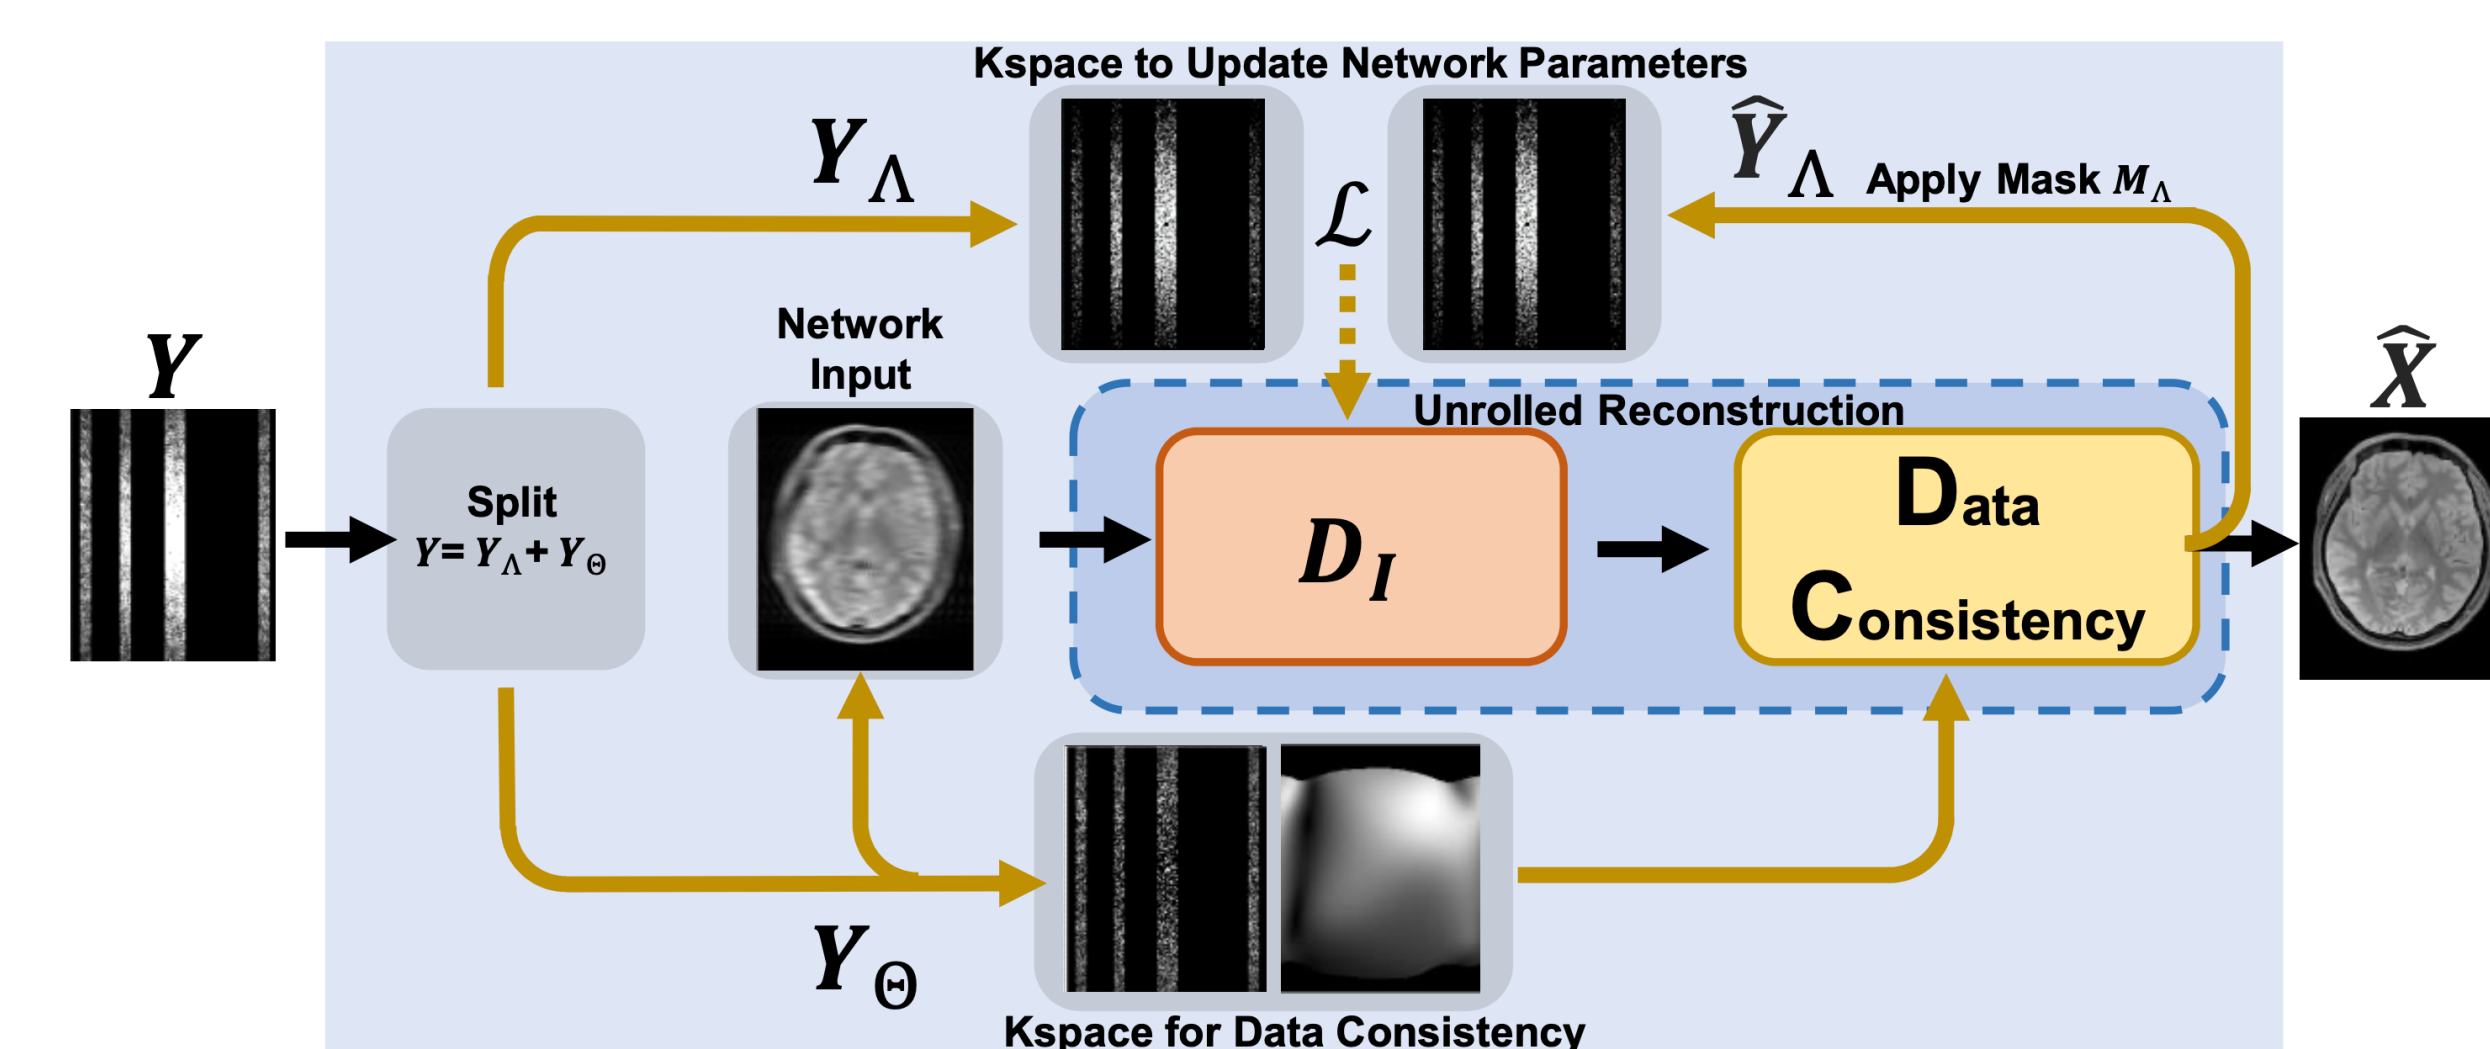 Kspace to Update Network Parameters
Y_Λ
Ŷ_Λ Apply Mask M_Λ
ℒ
Network
Input
Y
X̂
Unrolled Reconstruction
Split
Y= Y_Λ+ Y_Θ
D_I
Data
Consistency
Y_Θ
Kspace for Data Consistency